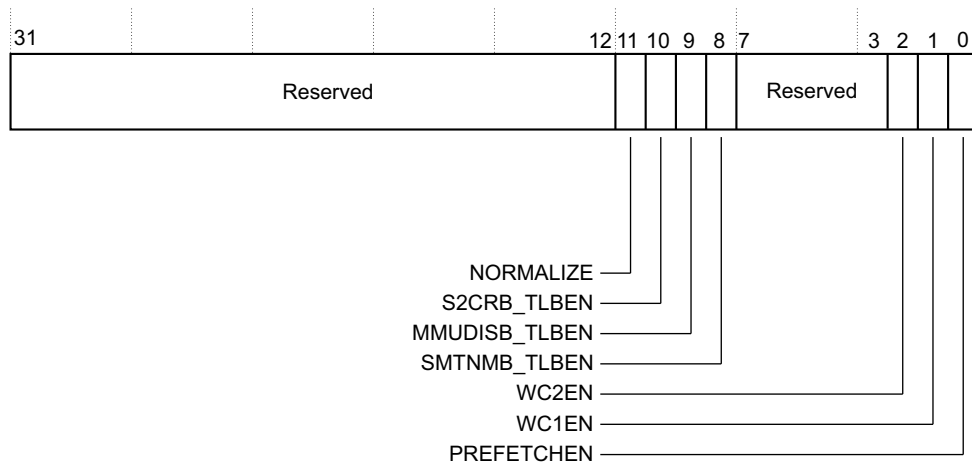 31 12 11 10 9 8 7 3 2 1 0
Reserved Reserved
NORMALIZE
S2CRB_TLBEN
MMUDISB_TLBEN
SMTNMB_TLBEN
WC2EN
WC1EN
PREFETCHEN